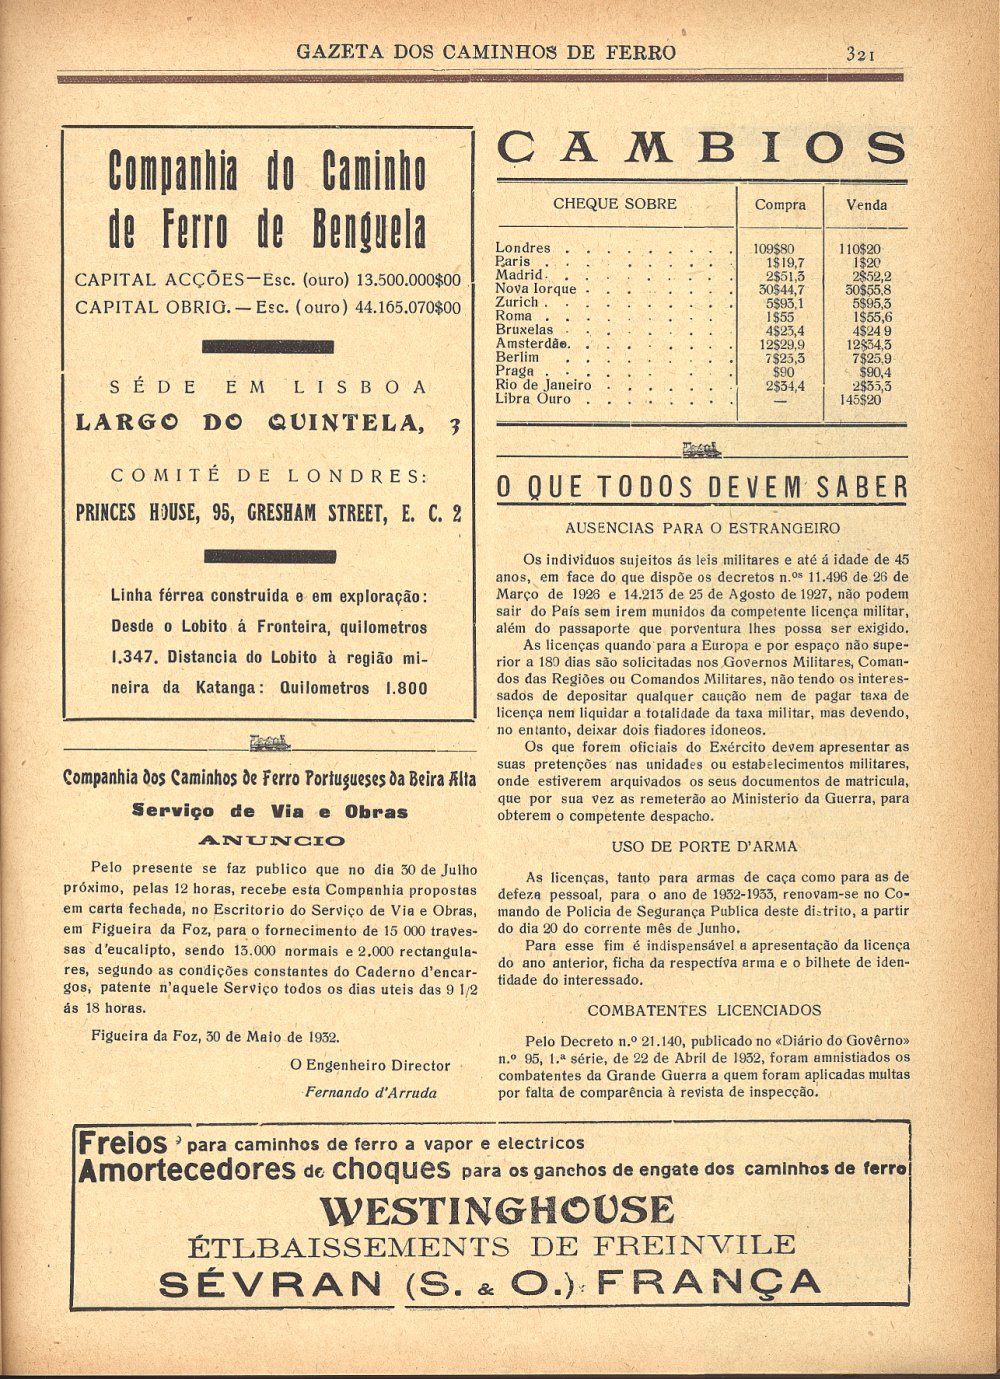 GAZETA DOS CAMINHOS DE FERRO 321
Companhia do Caminho
de Ferro de Benguela
CAPITAL ACÇÕES—Esc. (ouro) 13.500.000$00
CAPITAL OBRIG. — Esc. (ouro) 44.165.070$00
SÉDE EM LISBOA
LARGO DO QUINTELA, 3
COMITÉ DE LONDRES:
PRINCES HOUSE, 95, GRESHAM STREET, E. C. 2
Linha férrea construida e em exploração:
Desde o Lobito á Fronteira, quilometros
1.347. Distancia do Lobito à região mi-
neira da Katanga: Quilometros 1.800
Companhia dos Caminhos de Ferro Portugueses da Beira Alta
Serviço de Via e Obras
ANUNCIO
Pelo presente se faz publico que no dia 30 de Julho
próximo, pelas 12 horas, recebe esta Companhia propostas
em carta fechada, no Escritorio do Serviço de Via e Obras,
em Figueira da Foz, para o fornecimento de 15 000 traves-
sas d'eucalipto, sendo 13.000 normais e 2.000 rectangula-
res, segundo as condições constantes do Caderno d'encar-
gos, patente n'aquele Serviço todos os dias uteis das 9 1/2
ás 18 horas.
Figueira da Foz, 30 de Maio de 1932.
O Engenheiro Director
Fernando d'Arruda
CAMBIOS
CHEQUE SOBRE Compra Venda
Londres . . . . . . . . . 109$80 110$20
Paris . . . . . . . . . 1$19,7 1$20
Madrid . . . . . . . . . 2$51,3 2$52,2
Nova Iorque . . . . . . . 30$44,7 30$55,8
Zurich . . . . . . . . . 5$93,1 5$95,3
Roma . . . . . . . . . 1$55 1$55,6
Bruxelas . . . . . . . . 4$23,4 4$24 9
Amsterdão. . . . . . . . 12$29,9 12$34,3
Berlim . . . . . . . . 7$23,3 7$25,9
Praga . . . . . . . . . $90 $90,4
Rio de Janeiro . . . . . . 2$34,4 2$35,3
Libra Ouro . . . . . . . — 145$20
O QUE TODOS DEVEM SABER
AUSENCIAS PARA O ESTRANGEIRO
Os individuos sujeitos ás leis militares e até á idade de 45
anos, em face do que dispõe os decretos n.os 11.496 de 26 de
Março de 1926 e 14.213 de 25 de Agosto de 1927, não podem
sair do País sem irem munidos da competente licença militar,
além do passaporte que porventura lhes possa ser exigido.
As licenças quando para a Europa e por espaço não supe-
rior a 180 dias são solicitadas nos Governos Militares, Coman-
dos das Regiões ou Comandos Militares, não tendo os interes-
sados de depositar qualquer caução nem de pagar taxa de
licença nem liquidar a totalidade da taxa militar, mas devendo,
no entanto, deixar dois fiadores idoneos.
Os que forem oficiais do Exército devem apresentar as
suas pretenções nas unidades ou estabelecimentos militares,
onde estiverem arquivados os seus documentos de matricula,
que por sua vez as remeterão ao Ministerio da Guerra, para
obterem o competente despacho.
USO DE PORTE D'ARMA
As licenças, tanto para armas de caça como para as de
defeza pessoal, para o ano de 1932-1933, renovam-se no Co-
mando de Policia de Segurança Publica deste distrito, a partir
do dia 20 do corrente mês de Junho.
Para esse fim é indispensável a apresentação da licença
do ano anterior, ficha da respectíva arma e o bilhete de iden-
tidade do interessado.
COMBATENTES LICENCIADOS
Pelo Decreto n.º 21.140, publicado no «Diário do Govêrno»
n.º 95, 1.ª série, de 22 de Abril de 1932, foram amnistiados os
combatentes da Grande Guerra a quem foram aplicadas multas
por falta de comparência à revista de inspecção.
Freios para caminhos de ferro a vapor e electricos
Amortecedores de choques para os ganchos de engate dos caminhos de ferro
WESTINGHOUSE
ÉTLBAISSEMENTS DE FREINVILE
SÉVRAN (S. & O.) FRANÇA